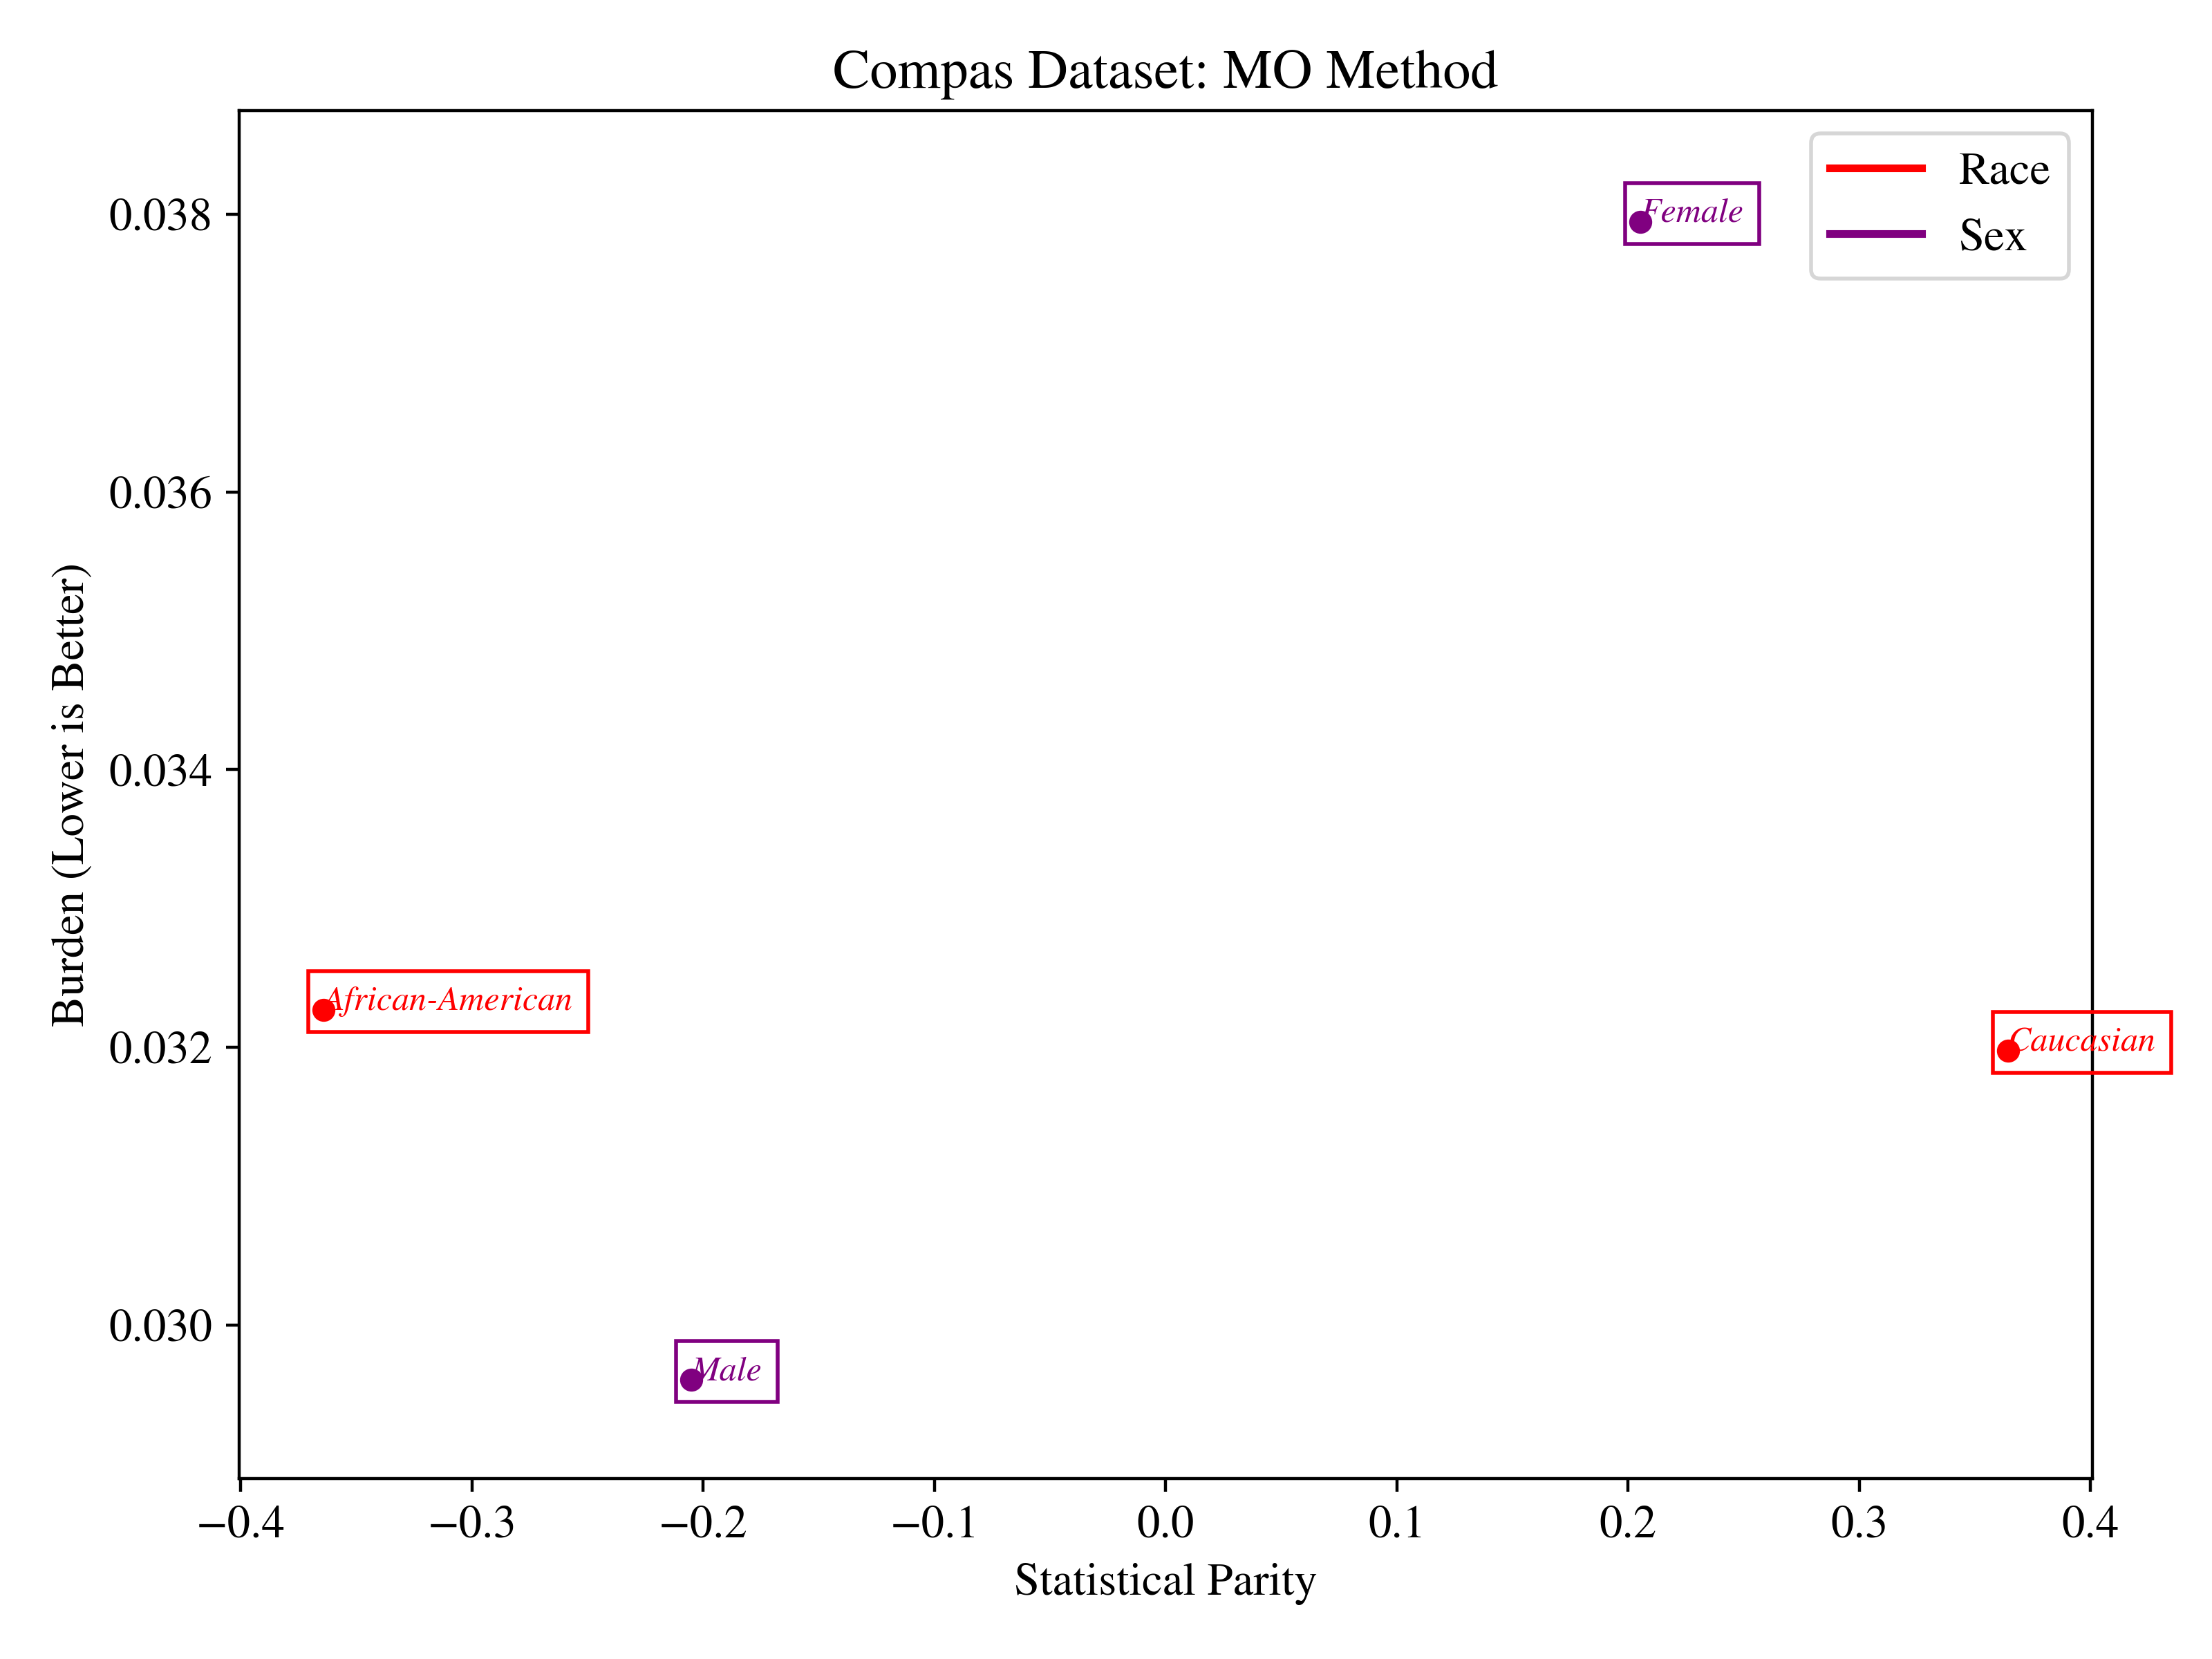 Compas Dataset: MO Method
Race
Sex
Female
African-American
Caucasian
Male
Burden (Lower is Better)
0.038
0.036
0.034
0.032
0.030
−0.4
−0.3
−0.2
−0.1
0.0
0.1
0.2
0.3
0.4
Statistical Parity